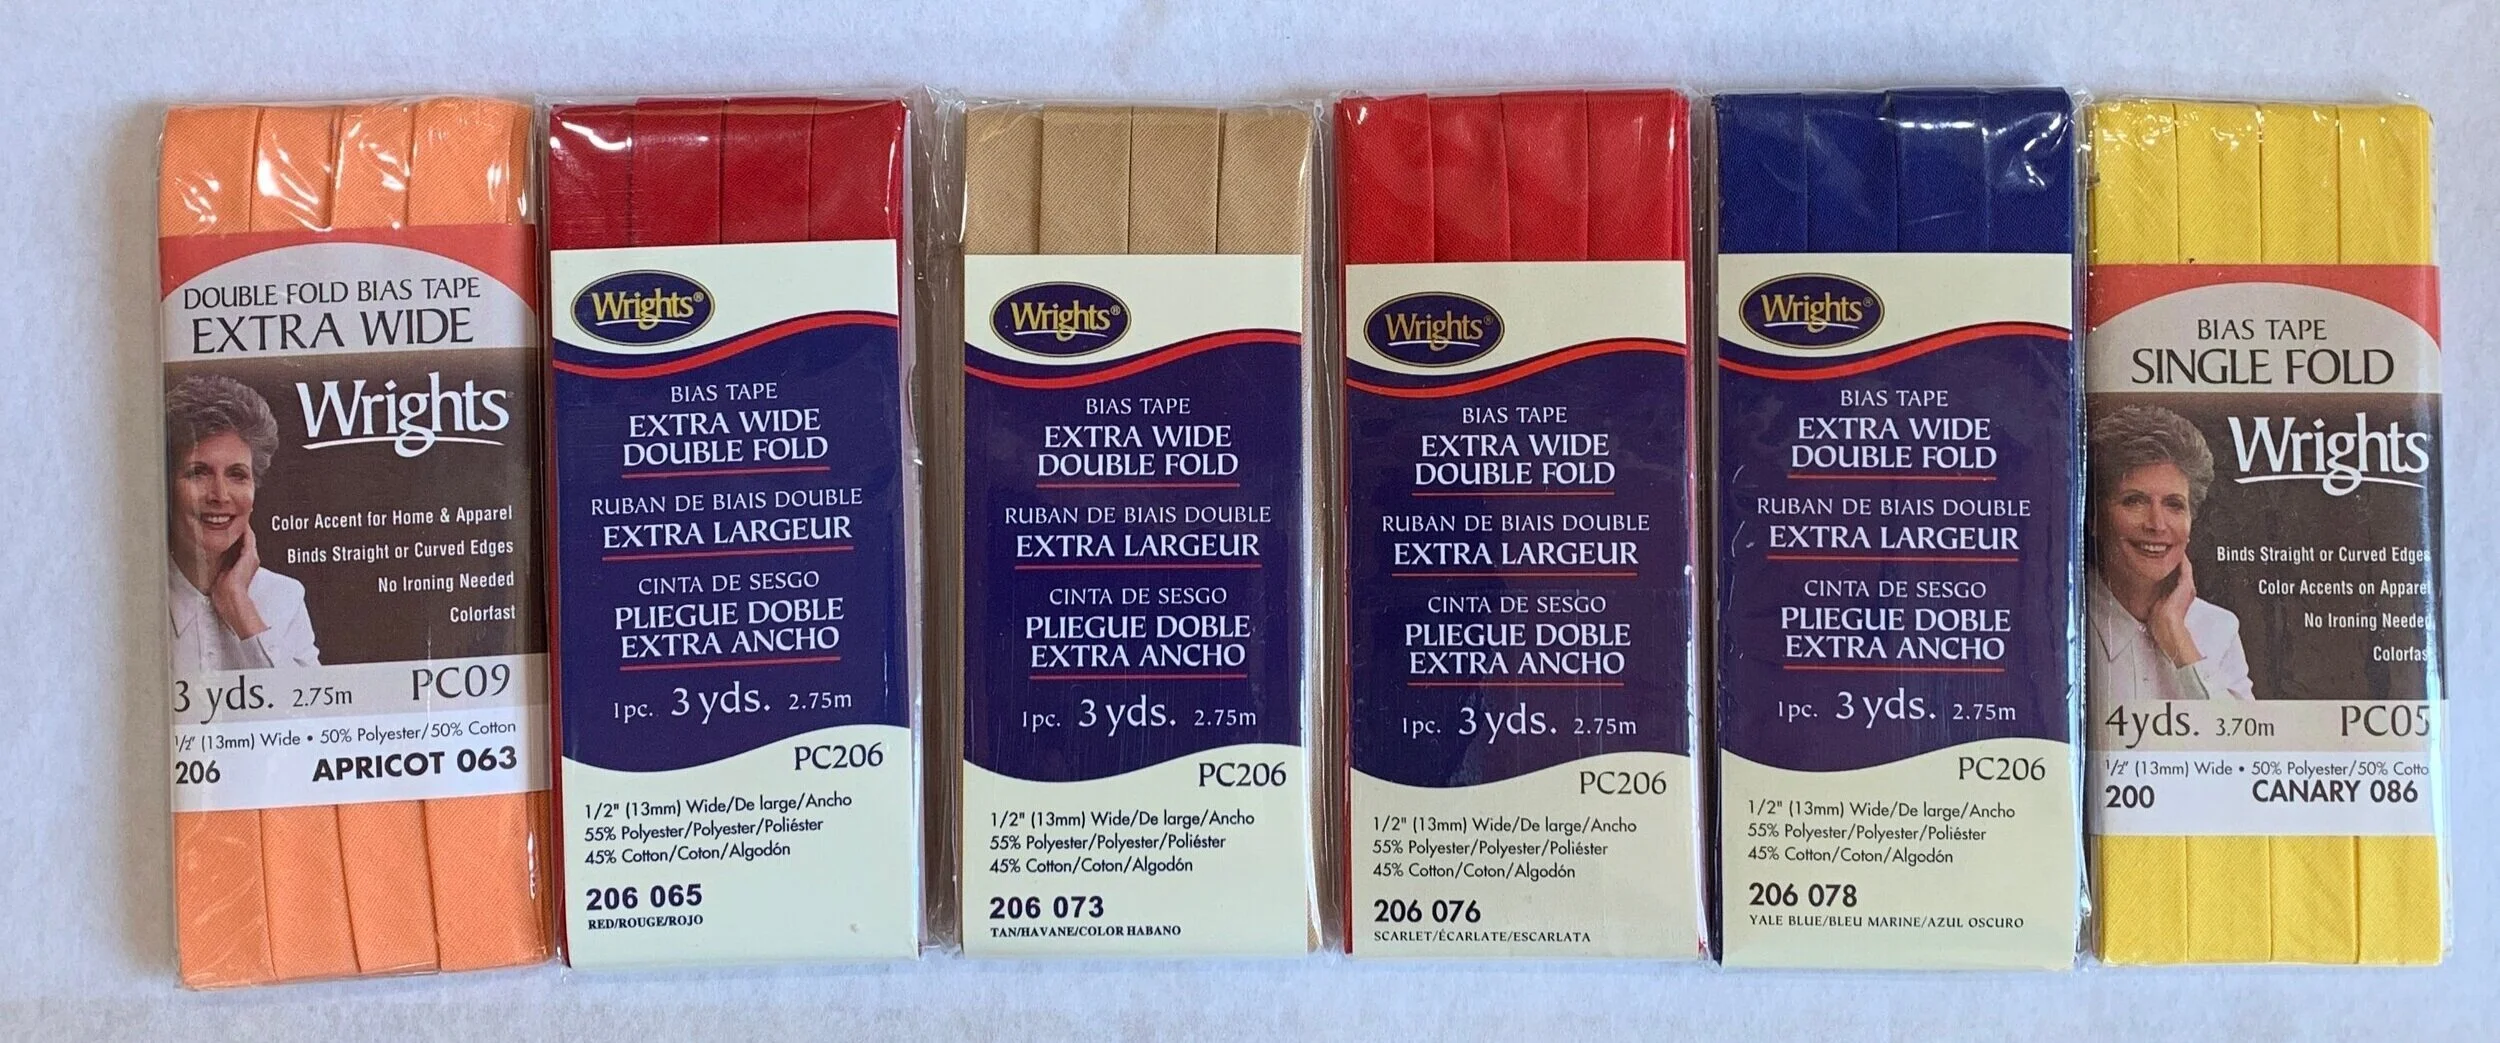 DOUBLE FOLD BIAS TAPE
EXTRA WIDE
Wrights
Color Accent for Home & Apparel
Binds Straight or Curved Edges
No Ironing Needed
Colorfast
3 yds. 2.75m PC09
1/2" (13mm) Wide • 50% Polyester/50% Cotton
206 APRICOT 063
Wrights®
BIAS TAPE
EXTRA WIDE
DOUBLE FOLD
RUBAN DE BIAIS DOUBLE
EXTRA LARGEUR
CINTA DE SESGO
PLIEGUE DOBLE
EXTRA ANCHO
1pc. 3 yds. 2.75m
PC206
1/2" (13mm) Wide/De large/Ancho
55% Polyester/Polyester/Poliéster
45% Cotton/Coton/Algodón
206 065
RED/ROUGE/ROJO
Wrights®
BIAS TAPE
EXTRA WIDE
DOUBLE FOLD
RUBAN DE BIAIS DOUBLE
EXTRA LARGEUR
CINTA DE SESGO
PLIEGUE DOBLE
EXTRA ANCHO
1pc. 3 yds. 2.75m
PC206
1/2" (13mm) Wide/De large/Ancho
55% Polyester/Polyester/Poliéster
45% Cotton/Coton/Algodón
206 073
TAN/HAVANE/COLOR HABANO
Wrights®
BIAS TAPE
EXTRA WIDE
DOUBLE FOLD
RUBAN DE BIAIS DOUBLE
EXTRA LARGEUR
CINTA DE SESGO
PLIEGUE DOBLE
EXTRA ANCHO
1pc. 3 yds. 2.75m
PC206
1/2" (13mm) Wide/De large/Ancho
55% Polyester/Polyester/Poliéster
45% Cotton/Coton/Algodón
206 076
SCARLET/ÉCARLATE/ESCARLATA
Wrights®
BIAS TAPE
EXTRA WIDE
DOUBLE FOLD
RUBAN DE BIAIS DOUBLE
EXTRA LARGEUR
CINTA DE SESGO
PLIEGUE DOBLE
EXTRA ANCHO
1pc. 3 yds. 2.75m
PC206
1/2" (13mm) Wide/De large/Ancho
55% Polyester/Polyester/Poliéster
45% Cotton/Coton/Algodón
206 078
YALE BLUE/BLEU MARINE/AZUL OSCURO
BIAS TAPE
SINGLE FOLD
Wrights
Binds Straight or Curved Edges
Color Accents on Apparel
No Ironing Needed
Colorfas
4yds. 3.70m PC05
1/2" (13mm) Wide • 50% Polyester/50% Cotto
200 CANARY 086